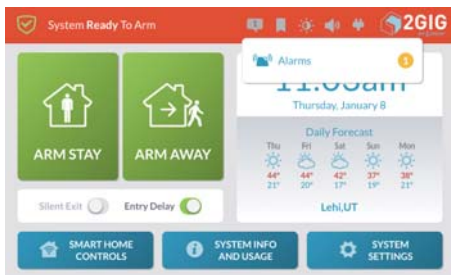 System Ready To Arm
1
2GIG
Alarms
1
Thursday, January 8
Daily Forecast
Thu Fri Sat Sun Mon
44° 44° 42° 37° 38°
21° 20° 17° 19° 21°
Lehi,UT
ARM STAY
ARM AWAY
Silent Exit
Entry Delay
SMART HOME
CONTROLS
SYSTEM INFO
AND USAGE
SYSTEM
SETTINGS